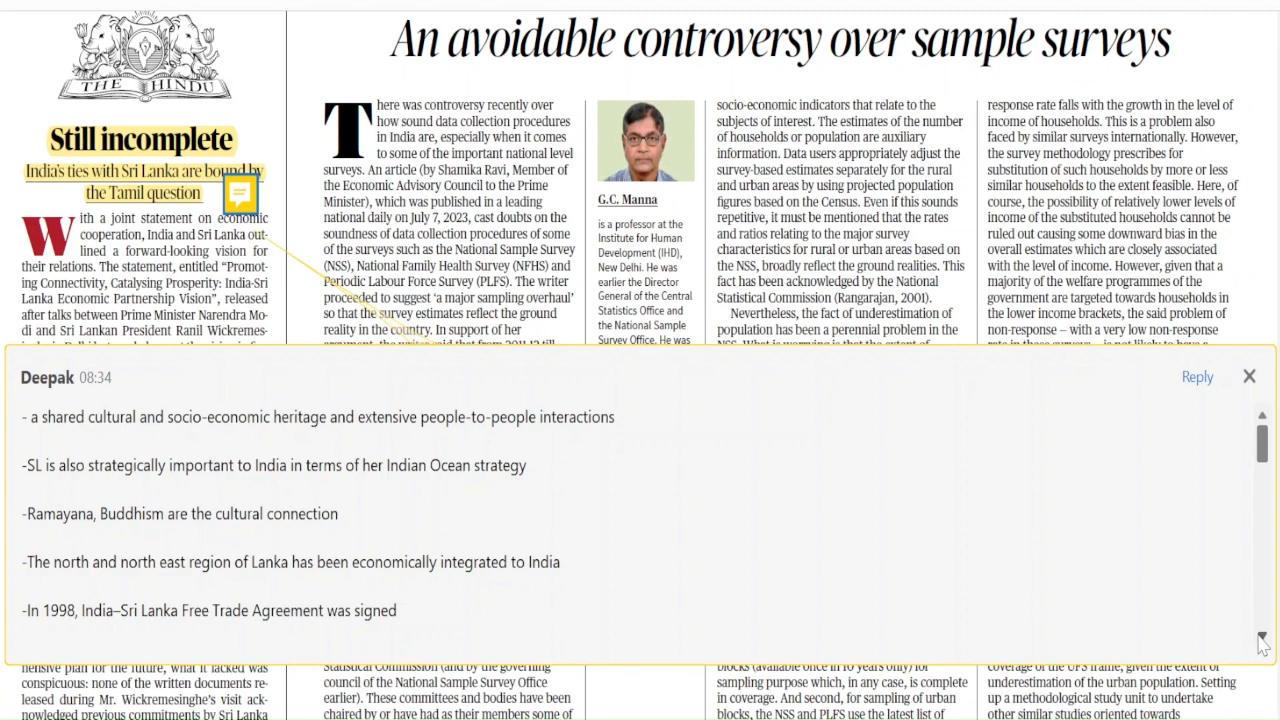 THE HINDU
Still incomplete
India's ties with Sri Lanka are bound by
the Tamil question
With a joint statement on economic
cooperation, India and Sri Lanka out-
lined a forward-looking vision for
their relations. The statement, entitled “Promot-
ing Connectivity, Catalysing Prosperity: India-Sri
Lanka Economic Partnership Vision”, released
after talks between Prime Minister Narendra Mo-
di and Sri Lankan President Ranil Wickremes-
An avoidable controversy over sample surveys
There was controversy recently over
how sound data collection procedures
in India are, especially when it comes
to some of the important national level
surveys. An article (by Shamika Ravi, Member of
the Economic Advisory Council to the Prime
Minister), which was published in a leading
national daily on July 7, 2023, cast doubts on the
soundness of data collection procedures of some
of the surveys such as the National Sample Survey
(NSS), National Family Health Survey (NFHS) and
Periodic Labour Force Survey (PLFS). The writer
proceeded to suggest ‘a major sampling overhaul’
so that the survey estimates reflect the ground
reality in the country. In support of her
argument, the writer said that from 2011-12 till
G.C. Manna
is a professor at the
Institute for Human
Development (IHD),
New Delhi. He was
earlier the Director
General of the Central
Statistics Office and
the National Sample
Survey Office. He was
socio-economic indicators that relate to the
subjects of interest. The estimates of the number
of households or population are auxiliary
information. Data users appropriately adjust the
survey-based estimates separately for the rural
and urban areas by using projected population
figures based on the Census. Even if this sounds
repetitive, it must be mentioned that the rates
and ratios relating to the major survey
characteristics for rural or urban areas based on
the NSS, broadly reflect the ground realities. This
fact has been acknowledged by the National
Statistical Commission (Rangarajan, 2001).
Nevertheless, the fact of underestimation of
population has been a perennial problem in the
NSS. What is worrying is that the extent of
response rate falls with the growth in the level of
income of households. This is a problem also
faced by similar surveys internationally. However,
the survey methodology prescribes for
substitution of such households by more or less
similar households to the extent feasible. Here, of
course, the possibility of relatively lower levels of
income of the substituted households cannot be
ruled out causing some downward bias in the
overall estimates which are closely associated
with the level of income. However, given that a
majority of the welfare programmes of the
government are targeted towards households in
the lower income brackets, the said problem of
non-response – with a very low non-response
rate in these surveys – is not likely to have a
Deepak 08:34
Reply
- a shared cultural and socio-economic heritage and extensive people-to-people interactions
-SL is also strategically important to India in terms of her Indian Ocean strategy
-Ramayana, Buddhism are the cultural connection
-The north and north east region of Lanka has been economically integrated to India
-In 1998, India–Sri Lanka Free Trade Agreement was signed
hensive plan for the future, what it lacked was
conspicuous: none of the written documents re-
leased during Mr. Wickremesinghe's visit ack-
nowledged previous commitments by Sri Lanka
Statistical Commission (and by the governing
council of the National Sample Survey Office
earlier). These committees and bodies have been
chaired by or have had as their members some of
blocks (available once in 10 years only) for
sampling purpose which, in any case, is complete
in coverage. And second, for sampling of urban
blocks, the NSS and PLFS use the latest list of
coverage of the UFS frame, given the extent of
underestimation of the urban population. Setting
up a methodological study unit to undertake
other similar studies oriented towards